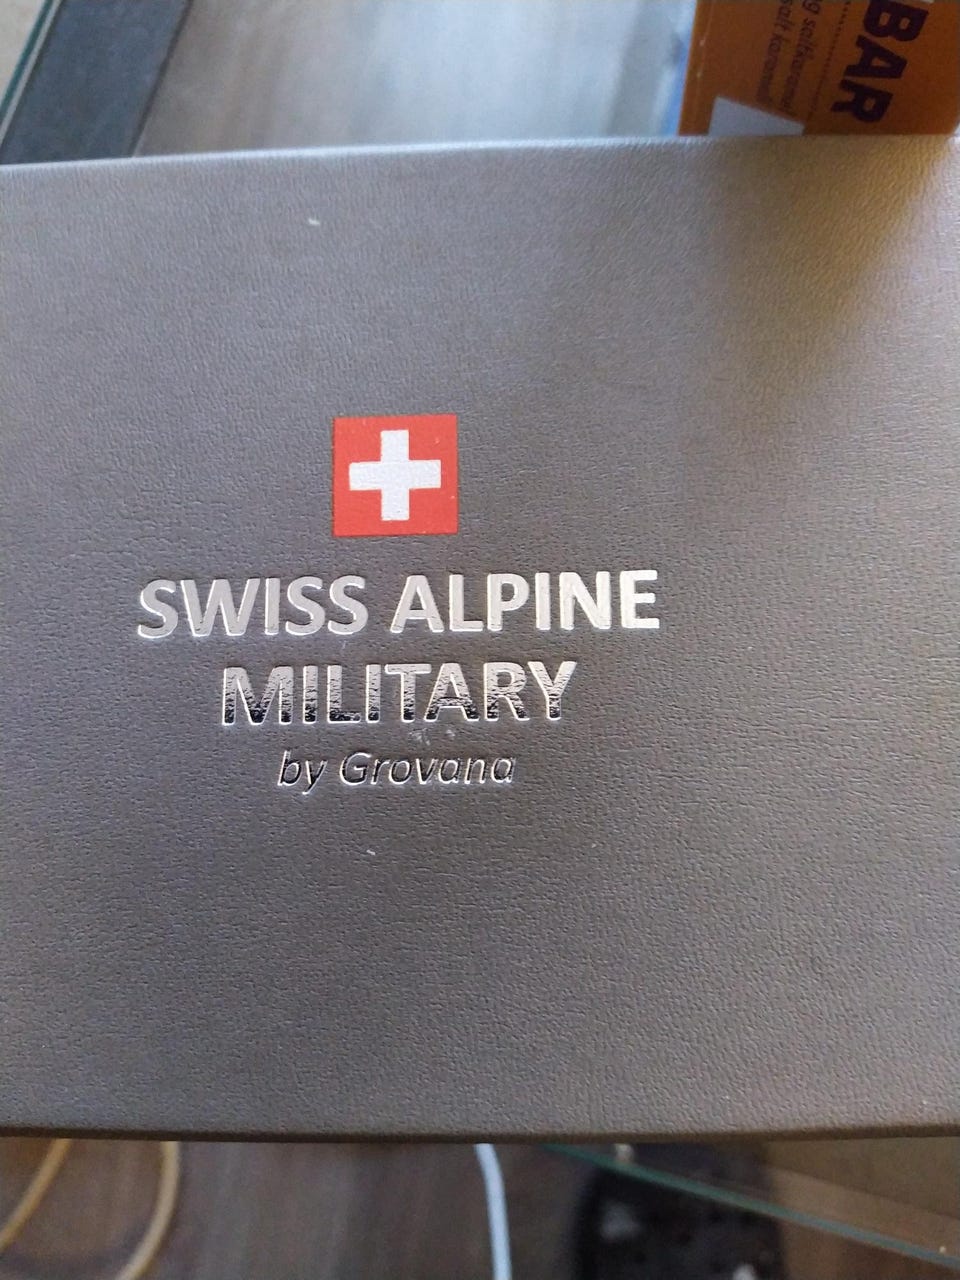 BAR
SWISS ALPINE
MILITARY
by Grovana